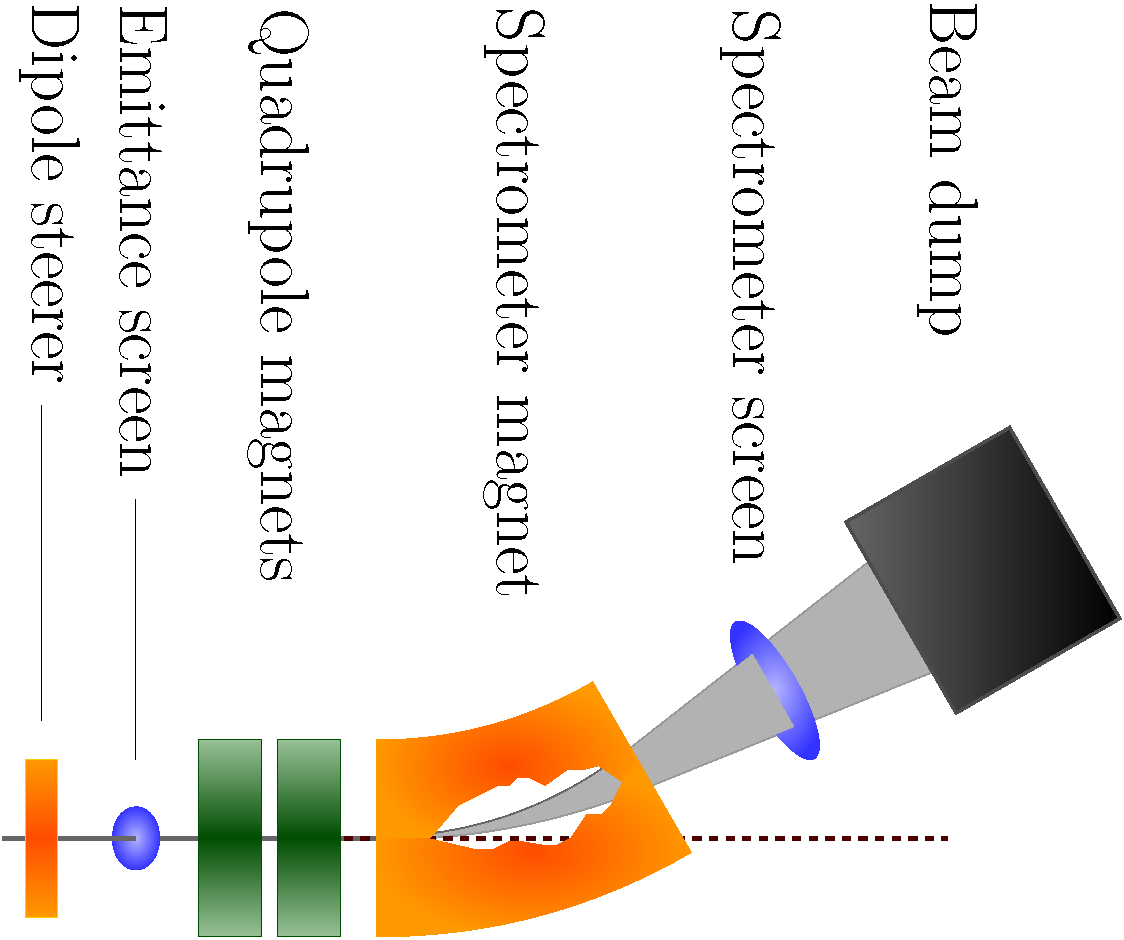 Dipole steerer
Emittance screen
Quadrupole magnets
Spectrometer magnet
Spectrometer screen
Beam dump